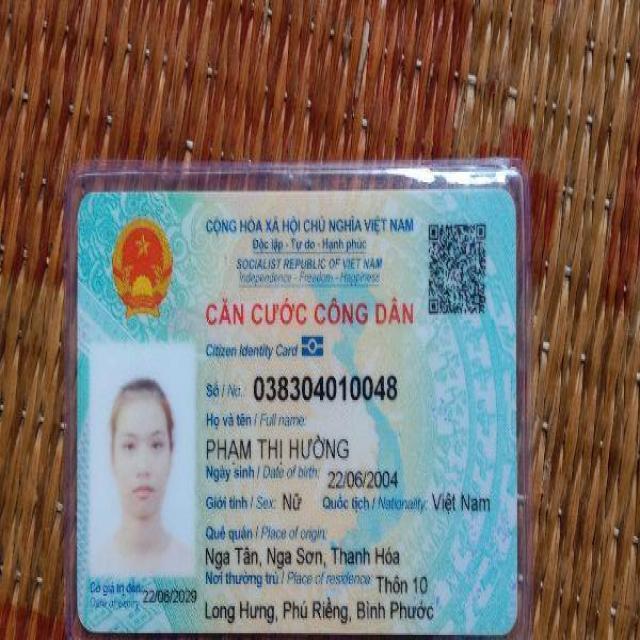 CỘNG HÒA XÃ HỘI CHỦ NGHĨA VIỆT NAM
Độc lập - Tự do - Hạnh phúc
SOCIALIST REPUBLIC OF VIET NAM
Independence - Freedom - Happiness
CĂN CƯỚC CÔNG DÂN
Citizen Identity Card
Số / No.: 038304010048
Họ và tên / Full name:
PHẠM THỊ HƯỜNG
Ngày sinh / Date of birth: 22/06/2004
Giới tính / Sex: Nữ Quốc tịch / Nationality: Việt Nam
Quê quán / Place of origin:
Nga Tân, Nga Sơn, Thanh Hóa
Nơi thường trú / Place of residence: Thôn 10
Long Hưng, Phú Riềng, Bình Phước
Có giá trị đến: 22/06/2029
Date of expiry